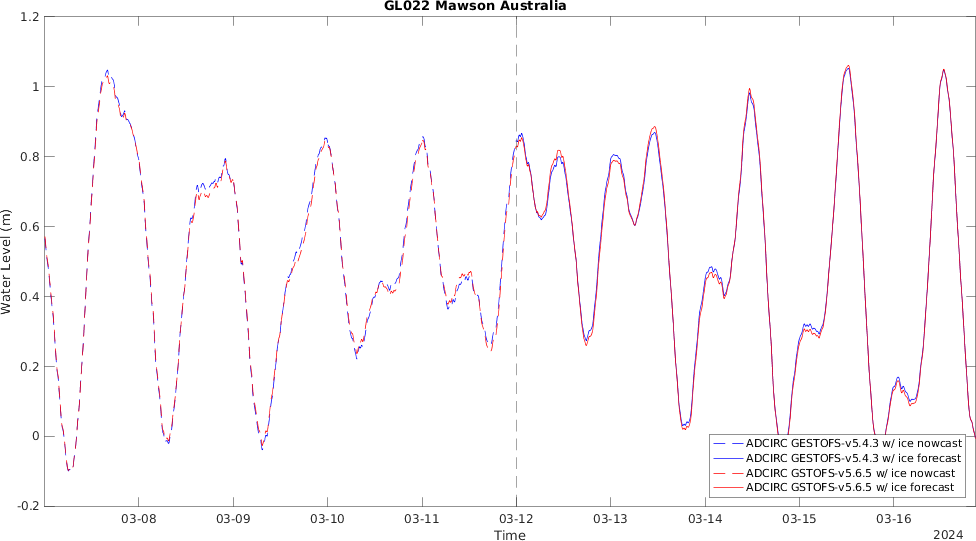 GL022 Mawson Australia
Water Level (m)
1.2
1
0.8
0.6
0.4
0.2
0
-0.2
03-08 03-09 03-10 03-11 03-12 03-13 03-14 03-15 03-16
Time
2024
ADCIRC GESTOFS-v5.4.3 w/ ice nowcast
ADCIRC GESTOFS-v5.4.3 w/ ice forecast
ADCIRC GSTOFS-v5.6.5 w/ ice nowcast
ADCIRC GSTOFS-v5.6.5 w/ ice forecast